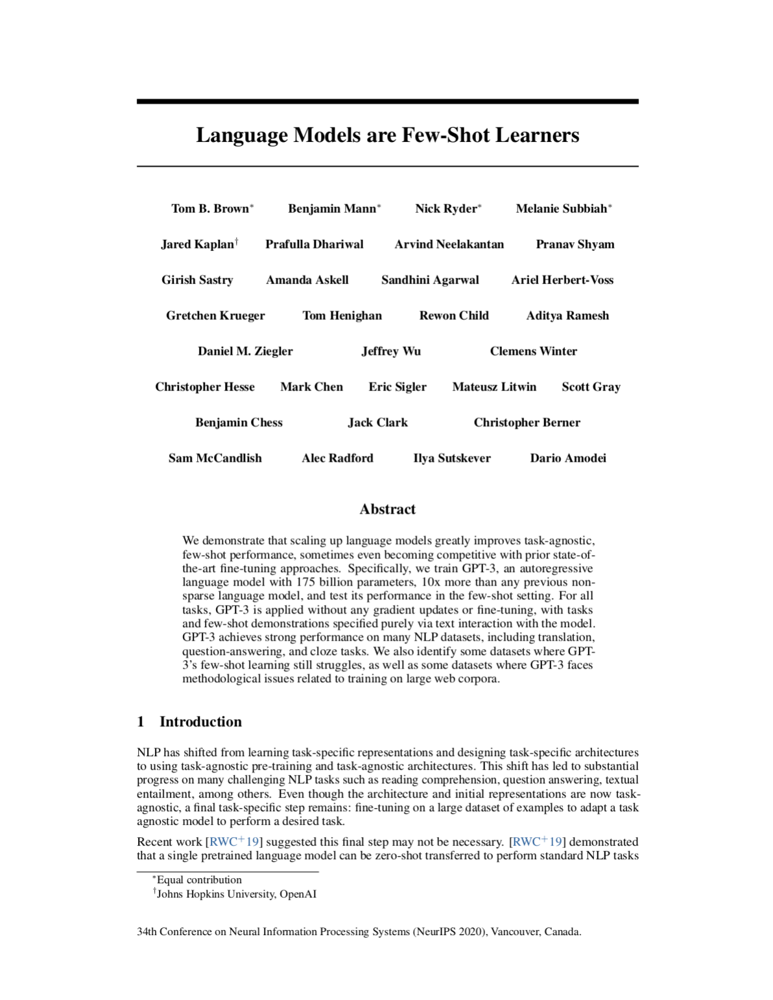 Language Models are Few-Shot Learners
Tom B. Brown* Benjamin Mann* Nick Ryder* Melanie Subbiah*
Jared Kaplan† Prafulla Dhariwal Arvind Neelakantan Pranav Shyam
Girish Sastry Amanda Askell Sandhini Agarwal Ariel Herbert-Voss
Gretchen Krueger Tom Henighan Rewon Child Aditya Ramesh
Daniel M. Ziegler Jeffrey Wu Clemens Winter
Christopher Hesse Mark Chen Eric Sigler Mateusz Litwin Scott Gray
Benjamin Chess Jack Clark Christopher Berner
Sam McCandlish Alec Radford Ilya Sutskever Dario Amodei
Abstract
We demonstrate that scaling up language models greatly improves task-agnostic,
few-shot performance, sometimes even becoming competitive with prior state-of-
the-art fine-tuning approaches. Specifically, we train GPT-3, an autoregressive
language model with 175 billion parameters, 10x more than any previous non-
sparse language model, and test its performance in the few-shot setting. For all
tasks, GPT-3 is applied without any gradient updates or fine-tuning, with tasks
and few-shot demonstrations specified purely via text interaction with the model.
GPT-3 achieves strong performance on many NLP datasets, including translation,
question-answering, and cloze tasks. We also identify some datasets where GPT-
3's few-shot learning still struggles, as well as some datasets where GPT-3 faces
methodological issues related to training on large web corpora.
1 Introduction
NLP has shifted from learning task-specific representations and designing task-specific architectures
to using task-agnostic pre-training and task-agnostic architectures. This shift has led to substantial
progress on many challenging NLP tasks such as reading comprehension, question answering, textual
entailment, among others. Even though the architecture and initial representations are now task-
agnostic, a final task-specific step remains: fine-tuning on a large dataset of examples to adapt a task
agnostic model to perform a desired task.
Recent work [RWC+19] suggested this final step may not be necessary. [RWC+19] demonstrated
that a single pretrained language model can be zero-shot transferred to perform standard NLP tasks
*Equal contribution
†Johns Hopkins University, OpenAI
34th Conference on Neural Information Processing Systems (NeurIPS 2020), Vancouver, Canada.